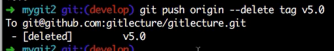 → mygit2 git:(develop) git push origin --delete tag v5.0
To git@github.com:gitlecture/gitlecture.git
 - [deleted]         v5.0
→ mygit2 git:(develop)